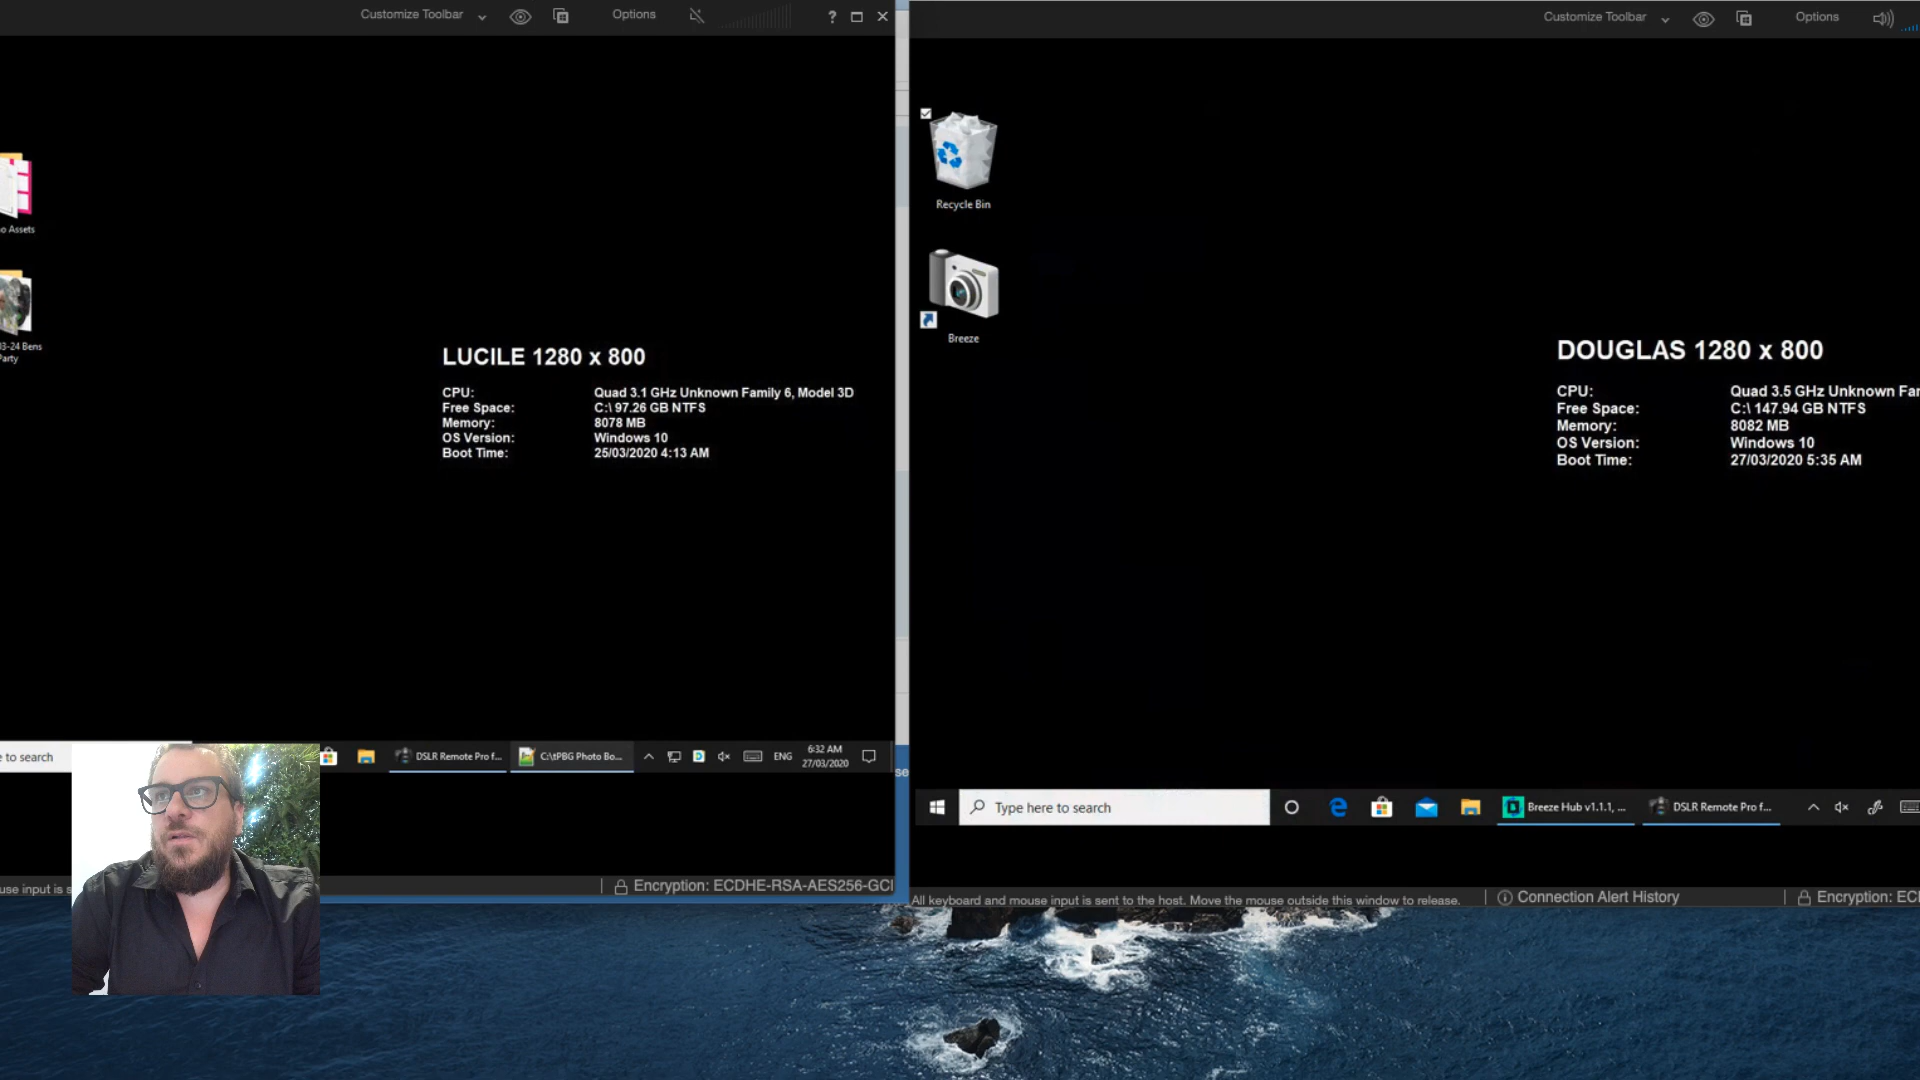 Customize Toolbar
Options
?
o Assets
3-24 Bens
Party
LUCILE 1280 x 800
CPU: Quad 3.1 GHz Unknown Family 6, Model 3D
Free Space: C:\ 97.26 GB NTFS
Memory: 8078 MB
OS Version: Windows 10
Boot Time: 25/03/2020 4:13 AM
e to search
DSLR Remote Pro f...
C:\tPBG Photo Bo...
ENG
6:32 AM
27/03/2020
use input is s
Encryption: ECDHE-RSA-AES256-GC
se
Customize Toolbar
Options
Recycle Bin
Breeze
DOUGLAS 1280 x 800
CPU: Quad 3.5 GHz Unknown Far
Free Space: C:\ 147.94 GB NTFS
Memory: 8082 MB
OS Version: Windows 10
Boot Time: 27/03/2020 5:35 AM
Type here to search
Breeze Hub v1.1.1, ...
DSLR Remote Pro f...
All keyboard and mouse input is sent to the host. Move the mouse outside this window to release.
Connection Alert History
Encryption: EC